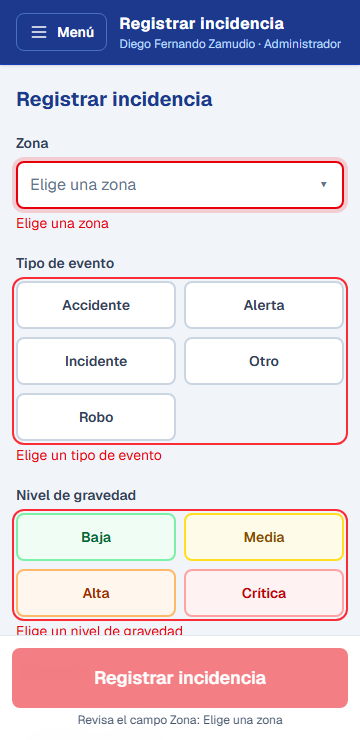 Menú
Registrar incidencia
Diego Fernando Zamudio · Administrador
Registrar incidencia
Zona
Elige una zona
Elige una zona
Tipo de evento
Accidente
Alerta
Incidente
Otro
Robo
Elige un tipo de evento
Nivel de gravedad
Baja
Media
Alta
Crítica
Elige un nivel de gravedad
Registrar incidencia
Revisa el campo Zona: Elige una zona